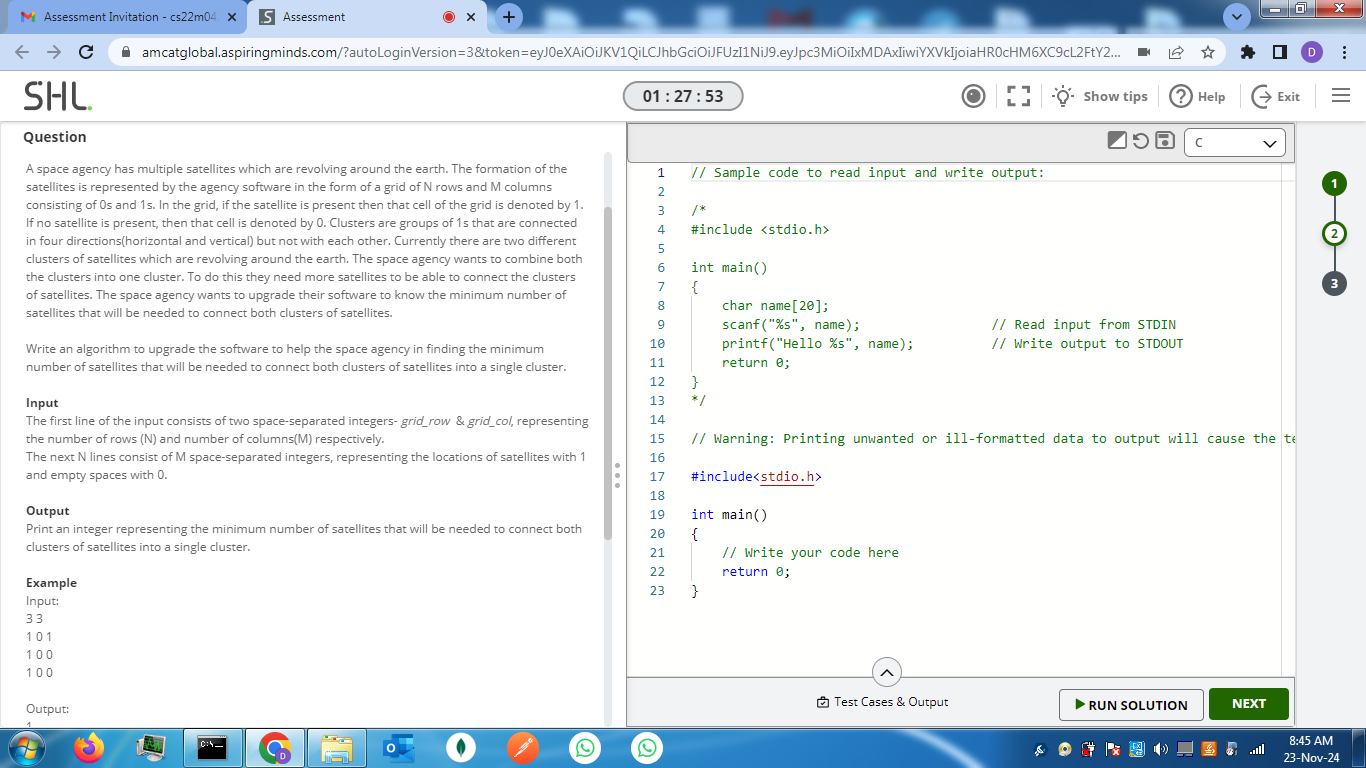 Assessment Invitation - cs22m04
Assessment
amcatglobal.aspiringminds.com/?autoLoginVersion=3&token=eyJ0eXAiOiJKV1QiLCJhbGciOiJFUzI1NiJ9.eyJpc3MiOiIxMDAxIiwiYXVkIjoiaHR0cHM6XC9cL2FtY2...
D
SHL.
01 : 27 : 53
Show tips
Help
Exit
Question
A space agency has multiple satellites which are revolving around the earth. The formation of the
satellites is represented by the agency software in the form of a grid of N rows and M columns
consisting of 0s and 1s. In the grid, if the satellite is present then that cell of the grid is denoted by 1.
If no satellite is present, then that cell is denoted by 0. Clusters are groups of 1s that are connected
in four directions(horizontal and vertical) but not with each other. Currently there are two different
clusters of satellites which are revolving around the earth. The space agency wants to combine both
the clusters into one cluster. To do this they need more satellites to be able to connect the clusters
of satellites. The space agency wants to upgrade their software to know the minimum number of
satellites that will be needed to connect both clusters of satellites.
Write an algorithm to upgrade the software to help the space agency in finding the minimum
number of satellites that will be needed to connect both clusters of satellites into a single cluster.
Input
The first line of the input consists of two space-separated integers- grid_row & grid_col, representing
the number of rows (N) and number of columns(M) respectively.
The next N lines consist of M space-separated integers, representing the locations of satellites with 1
and empty spaces with 0.
Output
Print an integer representing the minimum number of satellites that will be needed to connect both
clusters of satellites into a single cluster.
Example
Input:
3 3
1 0 1
1 0 0
1 0 0
Output:
1
C
1 // Sample code to read input and write output:
2
3 /*
4 #include <stdio.h>
5
6 int main()
7 {
8 char name[20];
9 scanf("%s", name); // Read input from STDIN
10 printf("Hello %s", name); // Write output to STDOUT
11 return 0;
12 }
13 */
14
15 // Warning: Printing unwanted or ill-formatted data to output will cause the te
16
17 #include<stdio.h>
18
19 int main()
20 {
21 // Write your code here
22 return 0;
23 }
1
2
3
Test Cases & Output
RUN SOLUTION
NEXT
8:45 AM
23-Nov-24